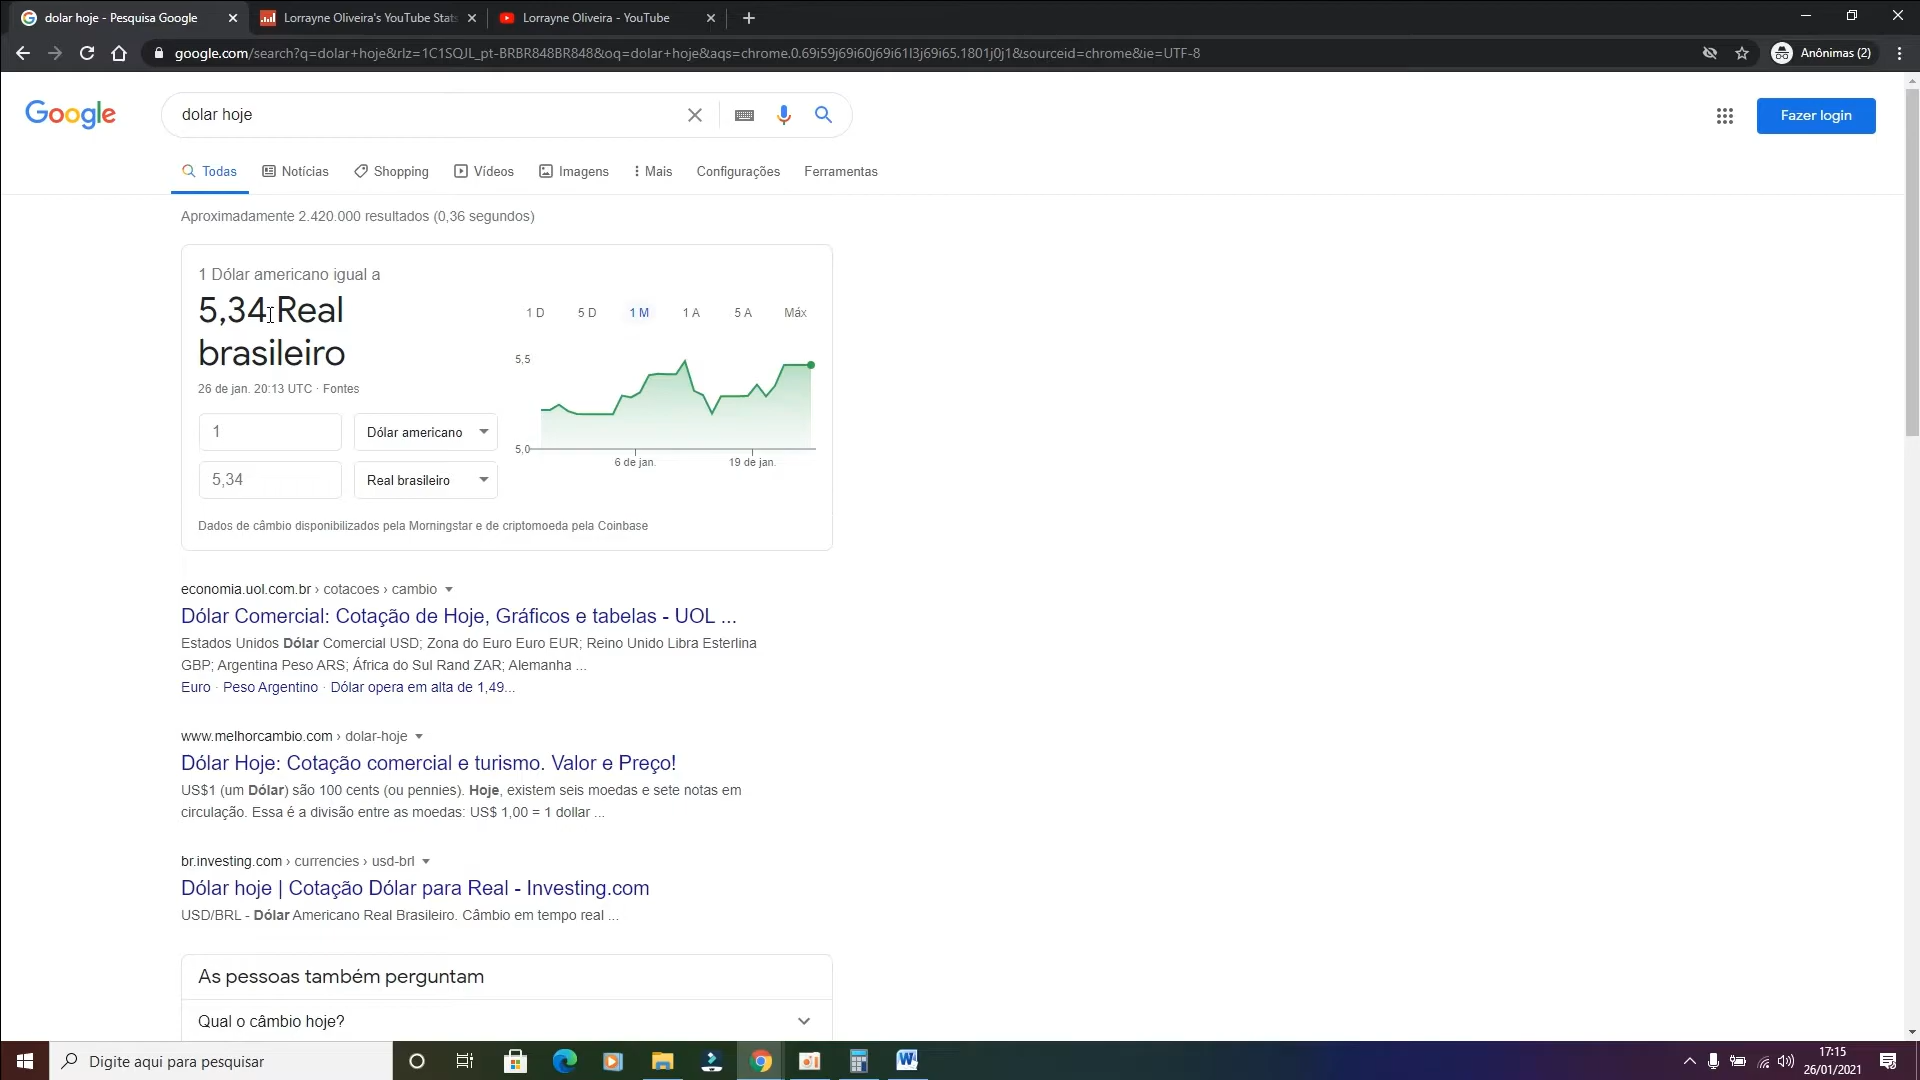 dolar hoje - Pesquisa Google
Lorrayne Oliveira's YouTube Stats
Lorrayne Oliveira - YouTube
google.com/search?q=dolar+hoje&rlz=1C1SQJL_pt-BRBR848BR848&oq=dolar+hoje&aqs=chrome.0.69i59j69i60j69i61l3j69i65.1801j0j1&sourceid=chrome&ie=UTF-8
Anônimas (2)
Google
dolar hoje
Fazer login
Todas
Notícias
Shopping
Vídeos
Imagens
Mais
Configurações
Ferramentas
Aproximadamente 2.420.000 resultados (0,36 segundos)
1 Dólar americano igual a
5,34 Real
brasileiro
26 de jan. 20:13 UTC · Fontes
1
Dólar americano
5,34
Real brasileiro
1 D
5 D
1 M
1 A
5 A
Máx
5,5
5,0
6 de jan.
19 de jan.
Dados de câmbio disponibilizados pela Morningstar e de criptomoeda pela Coinbase
economia.uol.com.br › cotacoes › cambio
Dólar Comercial: Cotação de Hoje, Gráficos e tabelas - UOL ...
Estados Unidos Dólar Comercial USD; Zona do Euro Euro EUR; Reino Unido Libra Esterlina
GBP; Argentina Peso ARS; África do Sul Rand ZAR; Alemanha ...
Euro · Peso Argentino · Dólar opera em alta de 1,49...
www.melhorcambio.com › dolar-hoje
Dólar Hoje: Cotação comercial e turismo. Valor e Preço!
US$1 (um Dólar) são 100 cents (ou pennies). Hoje, existem seis moedas e sete notas em
circulação. Essa é a divisão entre as moedas: US$ 1,00 = 1 dollar ...
br.investing.com › currencies › usd-brl
Dólar hoje | Cotação Dólar para Real - Investing.com
USD/BRL - Dólar Americano Real Brasileiro. Câmbio em tempo real ...
As pessoas também perguntam
Qual o câmbio hoje?
Digite aqui para pesquisar
17:15
26/01/2021